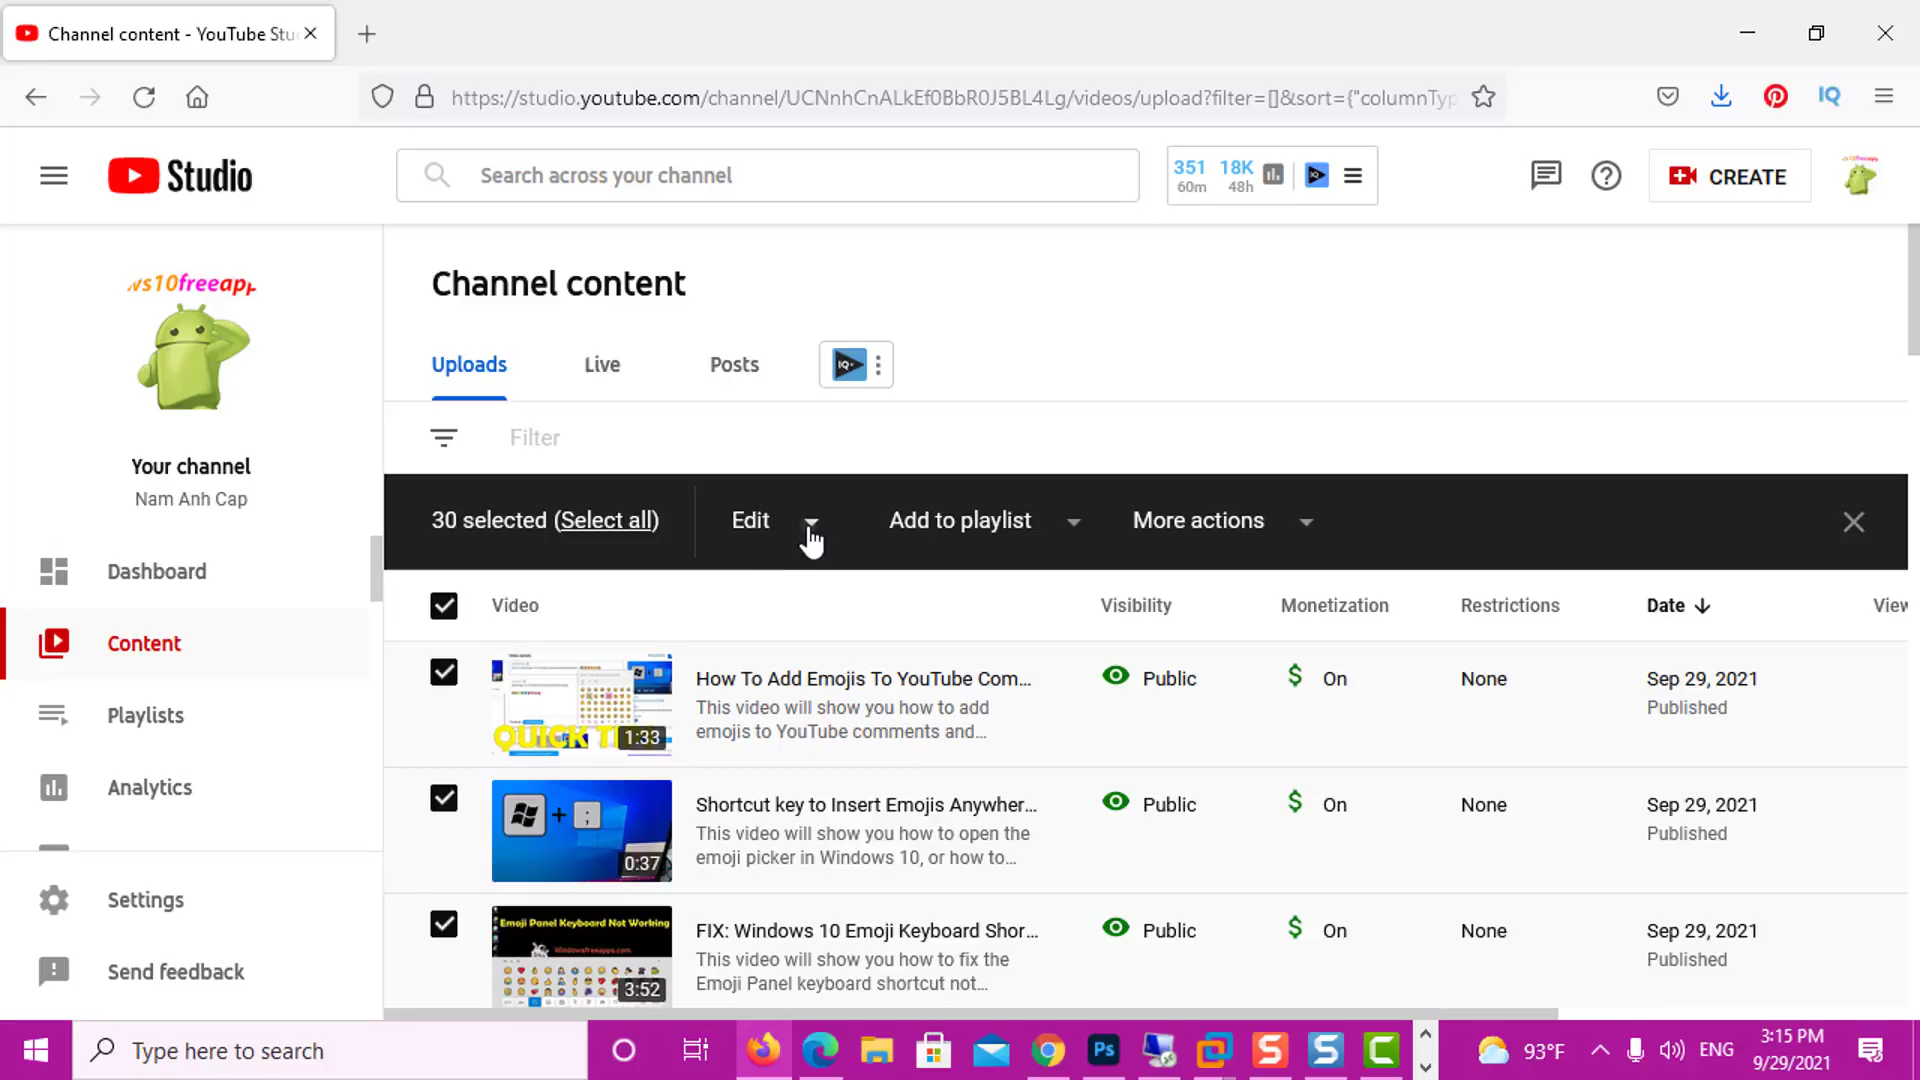 Channel content - YouTube Stu
https://studio.youtube.com/channel/UCNnhCnALkEf0BbR0J5BL4Lg/videos/upload?filter=[]&sort={"columnTyp
IQ
Studio
Search across your channel
351 18K
60m 48h
CREATE
vs10freeapp
Your channel
Nam Anh Cap
Dashboard
Content
Playlists
Analytics
Settings
Send feedback
Channel content
Uploads
Live
Posts
IQ
Filter
30 selected (Select all)
Edit
Add to playlist
More actions
Video
Visibility
Monetization
Restrictions
Date
View
QUICK TI
1:33
How To Add Emojis To YouTube Com...
This video will show you how to add
emojis to YouTube comments and...
Public
$ On
None
Sep 29, 2021
Published
+ ;
0:37
Shortcut key to Insert Emojis Anywher...
This video will show you how to open the
emoji picker in Windows 10, or how to...
Public
$ On
None
Sep 29, 2021
Published
Emoji Panel Keyboard Not Working
Windowsfreeapps.com
3:52
FIX: Windows 10 Emoji Keyboard Shor...
This video will show you how to fix the
Emoji Panel keyboard shortcut not...
Public
$ On
None
Sep 29, 2021
Published
Type here to search
Ps
S
S
C
93°F
ENG
3:15 PM
9/29/2021